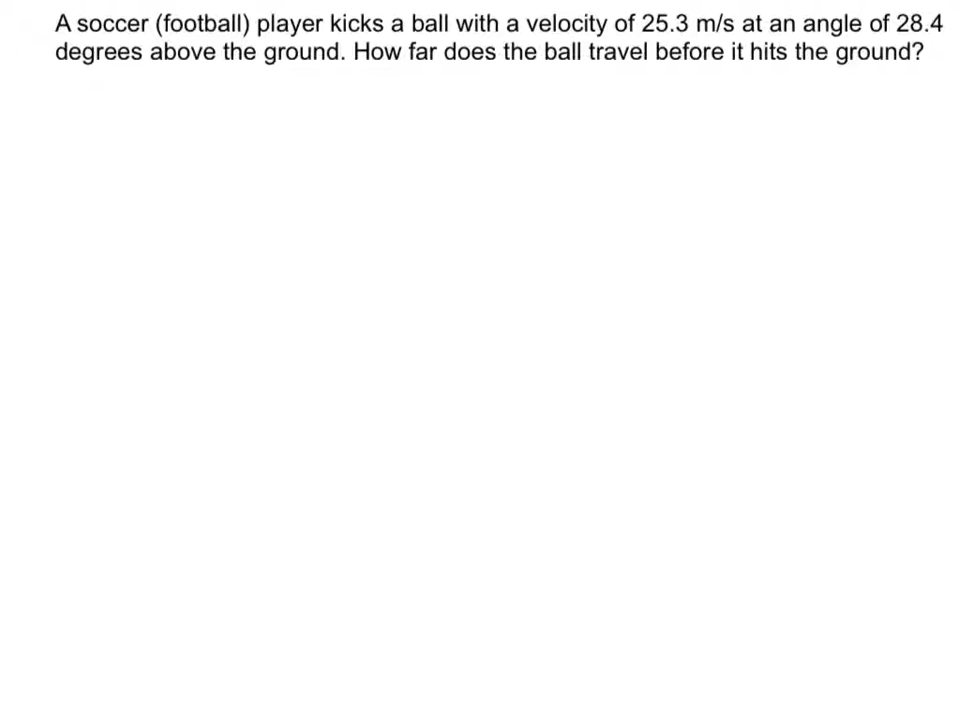 A soccer (football) player kicks a ball with a velocity of 25.3 m/s at an angle of 28.4
degrees above the ground. How far does the ball travel before it hits the ground?